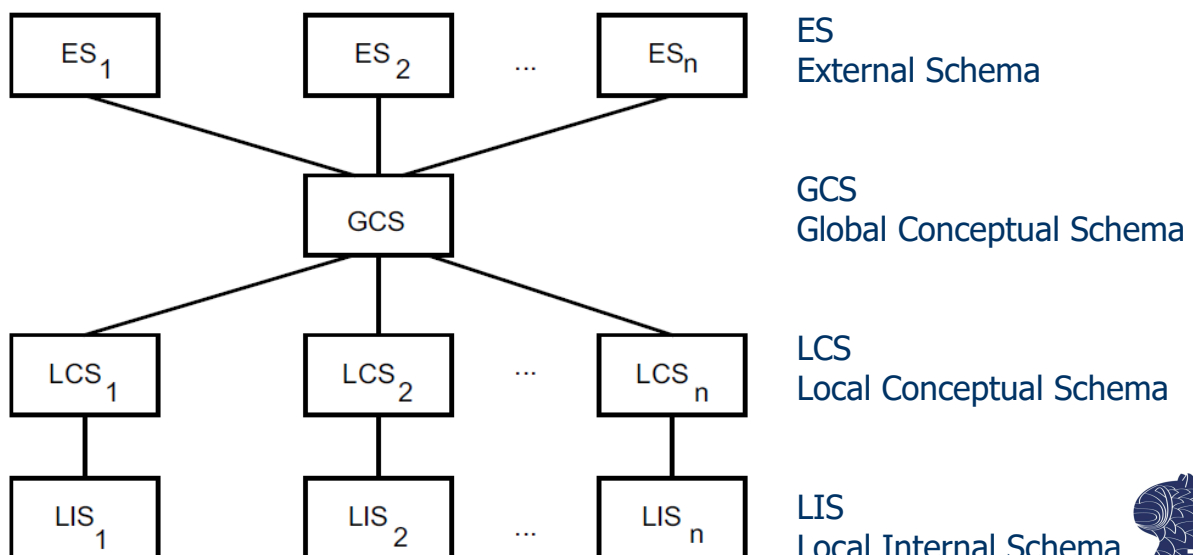 ES1 ES2 ... ESn
ES
External Schema
GCS
GCS
Global Conceptual Schema
LCS1 LCS2 ... LCSn
LCS
Local Conceptual Schema
LIS1 LIS2 ... LISn
LIS
Local Internal Schema